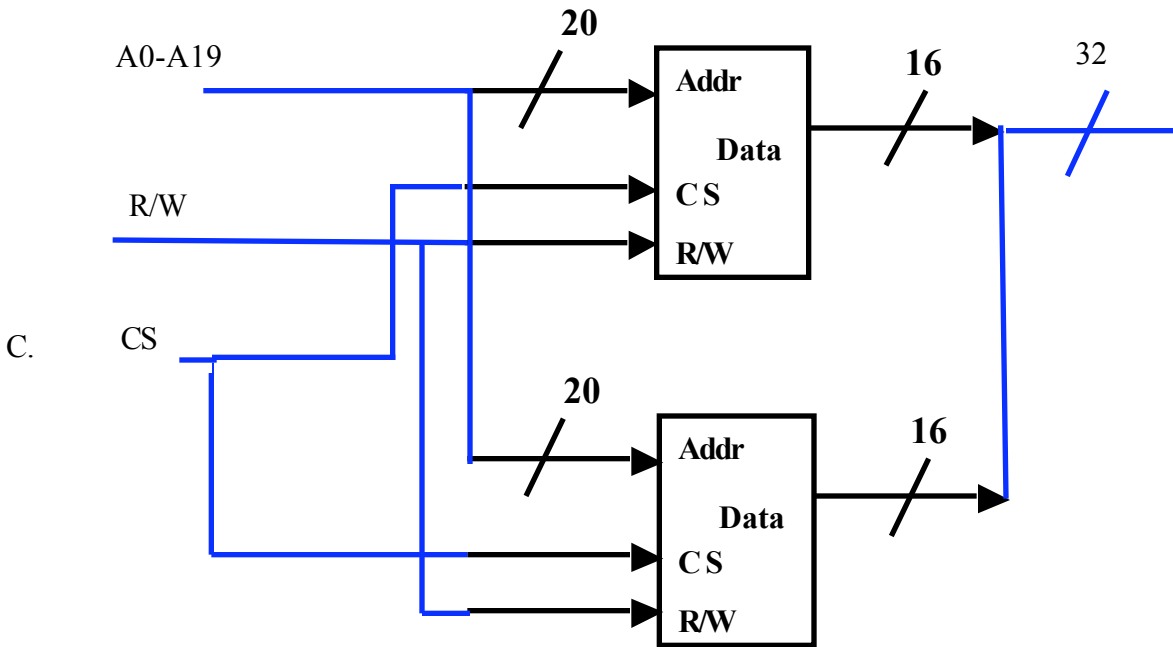 20
A0-A19
16
32
Addr
Data
CS
R/W
R/W
C.
CS
20
16
Addr
Data
CS
R/W